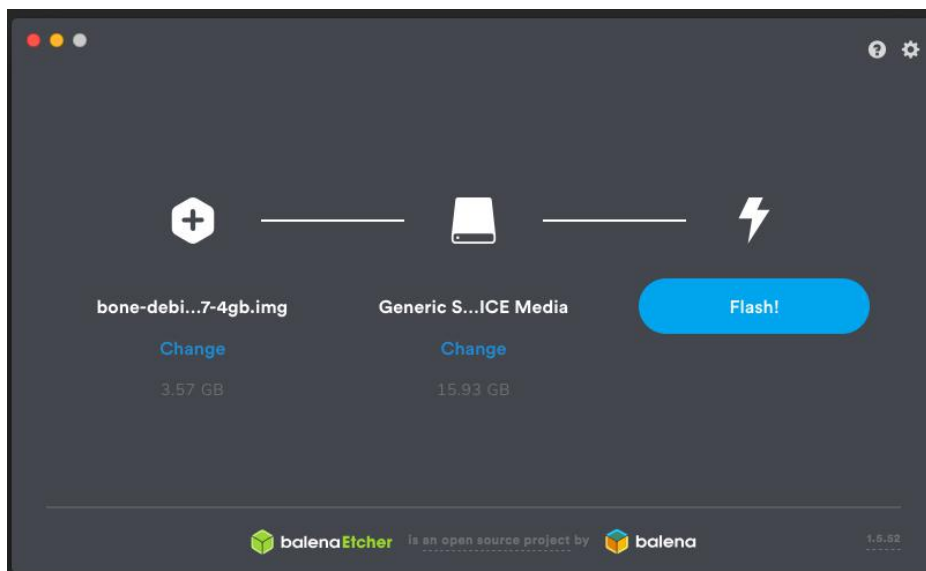 bone-debi...7-4gb.img
Generic S...ICE Media
Flash!
Change
Change
3.57 GB
15.93 GB
balenaEtcher is an open source project by balena
1.5.52